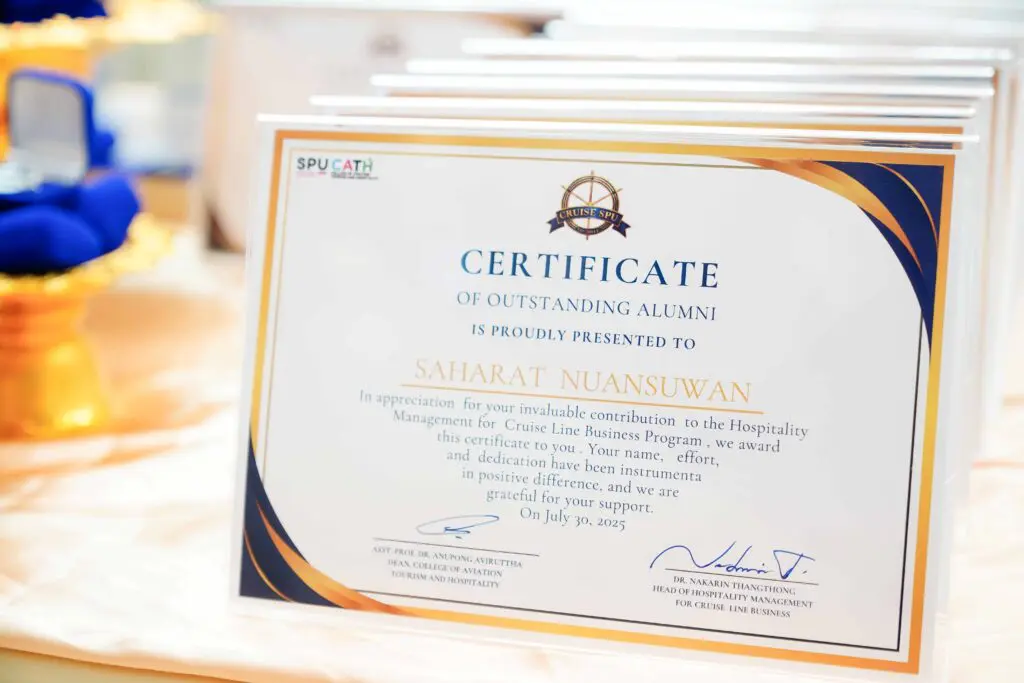 SPU CATH
CRUISE SPU
CERTIFICATE
OF OUTSTANDING ALUMNI
IS PROUDLY PRESENTED TO
SAHARAT NUANSUWAN
In appreciation for your invaluable contribution to the Hospitality
Management for Cruise Line Business Program , we award
this certificate to you . Your name, effort,
and dedication have been instrumenta
in positive difference, and we are
grateful for your support.
On July 30, 2025
ASST. PROF. DR. ANUPONG AVIRUTTHA
DEAN, COLLEGE OF AVIATION
TOURISM AND HOSPITALITY
DR. NAKARIN THANGTHONG
HEAD OF HOSPITALITY MANAGEMENT
FOR CRUISE LINE BUSINESS